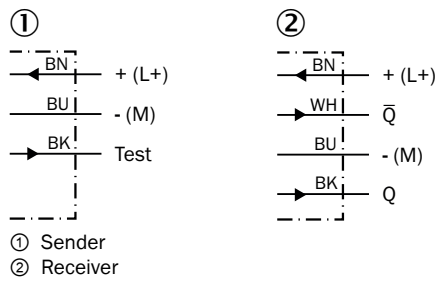 ①
BN + (L+)
BU - (M)
BK Test
②
BN + (L+)
WH Q̅
BU - (M)
BK Q
① Sender
② Receiver